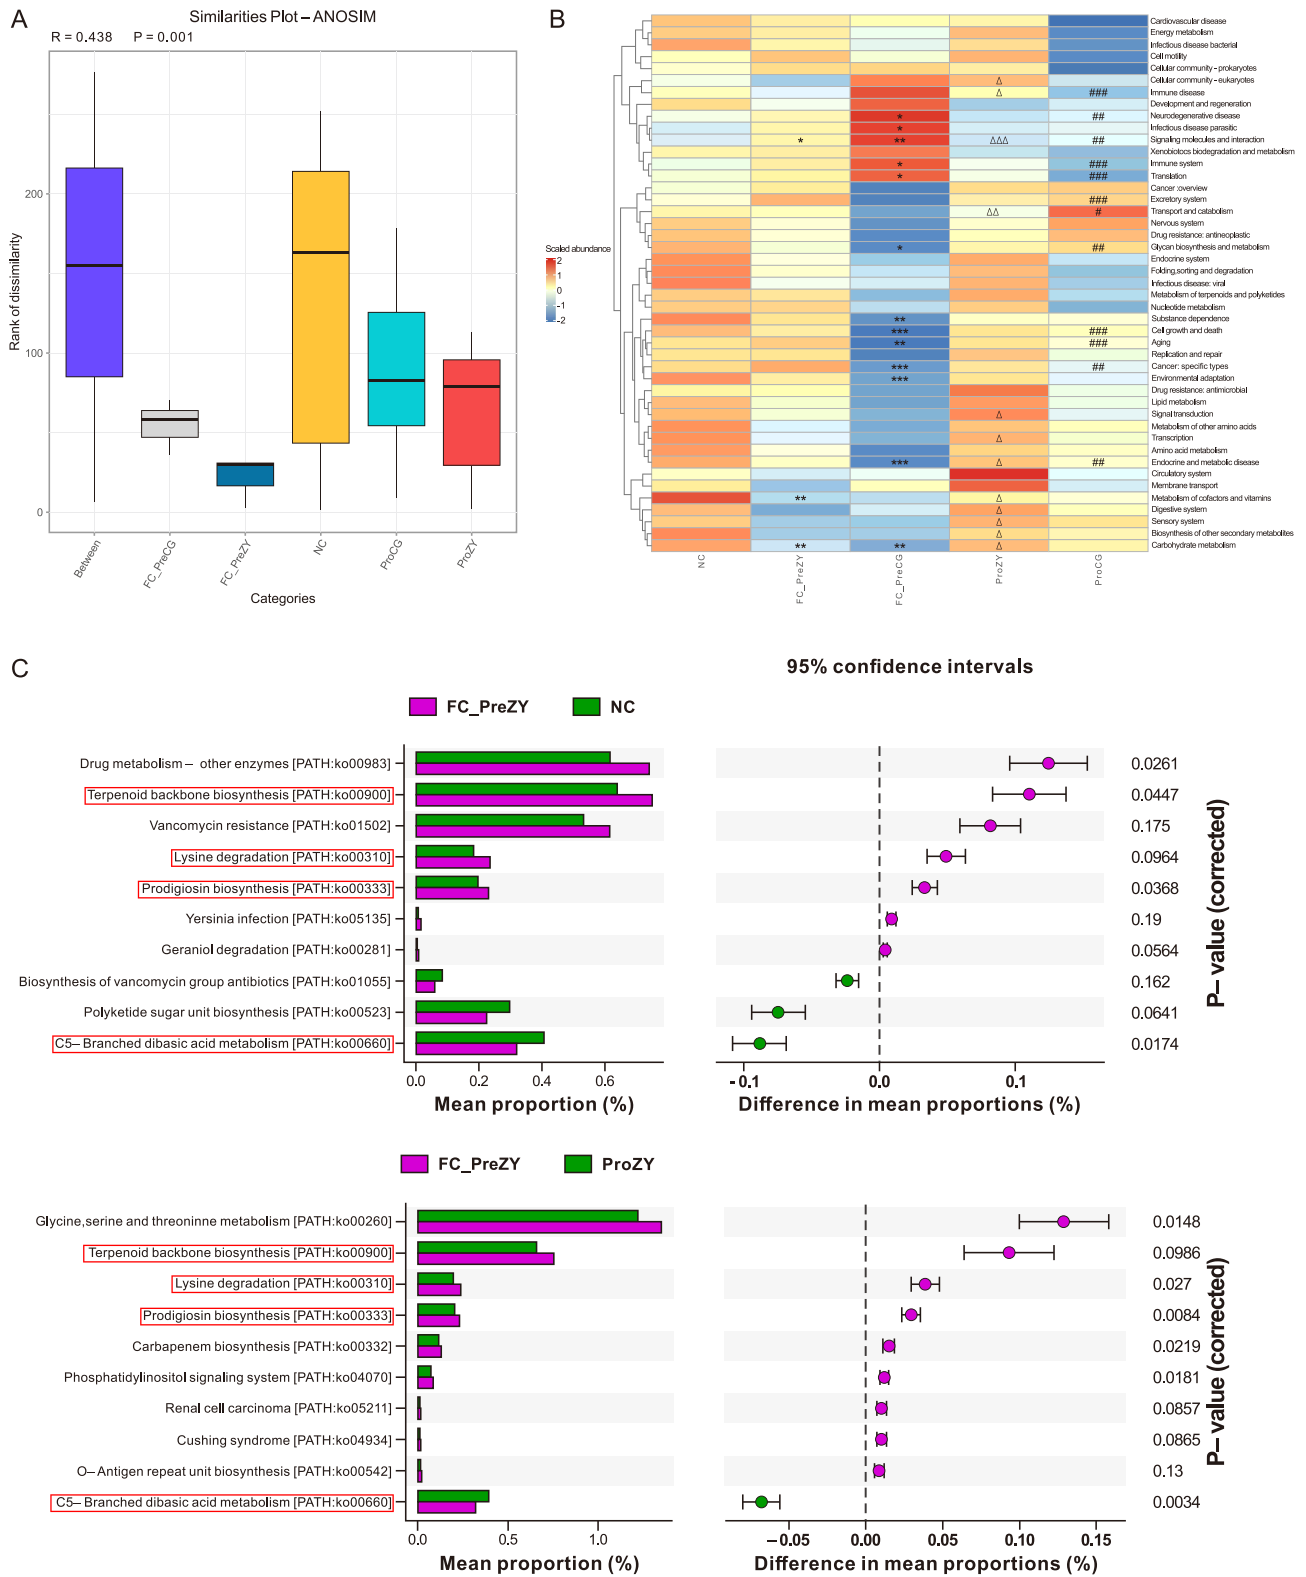 A
Similarities Plot – ANOSIM
R = 0.438 P = 0.001
Rank of dissimilarity
200
100
0
Between
FC_PreCG
FC_PreZY
NC
ProCG
ProZY
Categories
B
Scaled abundance
2
1
0
-1
-2
Cardiovascular disease
Energy metabolism
Infectious disease bacterial
Cell motility
Cellular community - prokaryotes
Δ Cellular community - eukaryotes
Δ ### Immune disease
Development and regeneration
* ## Neurodegenerative disease
* Infectious disease parasitic
* ** ΔΔΔ ## Signaling molecules and interaction
Xenobiotocs biodegradation and metabolism
* ### Immune system
* ### Translation
Cancer :overview
### Excretory system
ΔΔ # Transport and catabolism
Nervous system
Drug resistance: antineoplastic
* ## Glycan biosynthesis and metabolism
Endocrine system
Folding,sorting and degradation
Infectious disease: viral
Metabolism of terpenoids and polyketides
Nucleotide metabolism
** Substance dependence
*** ### Cell growth and death
** ### Aging
Replication and repair
*** ## Cancer: specific types
*** Environmental adaptation
Drug resistance: antimicrobial
Lipid metabolism
Δ Signal transduction
Metabolism of other amino acids
Δ Transcription
Amino acid metabolism
*** Δ ## Endocrine and metabolic disease
Circulatory system
Membrane transport
** Δ Metabolism of cofactors and vitamins
Δ Digestive system
Δ Sensory system
Δ Biosynthesis of other secondary metabolites
** ** Δ Carbohydrate metabolism
NC
FC_PreZY
FC_PreCG
ProZY
ProCG
C
95% confidence intervals
FC_PreZY NC
Drug metabolism – other enzymes [PATH:ko00983] 0.0261
Terpenoid backbone biosynthesis [PATH:ko00900] 0.0447
Vancomycin resistance [PATH:ko01502] 0.175
Lysine degradation [PATH:ko00310] 0.0964
Prodigiosin biosynthesis [PATH:ko00333] 0.0368
Yersinia infection [PATH:ko05135] 0.19
Geraniol degradation [PATH:ko00281] 0.0564
Biosynthesis of vancomycin group antibiotics [PATH:ko01055] 0.162
Polyketide sugar unit biosynthesis [PATH:ko00523] 0.0641
C5– Branched dibasic acid metabolism [PATH:ko00660] 0.0174
P– value (corrected)
0.0 0.2 0.4 0.6 -0.1 0.0 0.1
Mean proportion (%) Difference in mean proportions (%)
FC_PreZY ProZY
Glycine,serine and threoninne metabolism [PATH:ko00260] 0.0148
Terpenoid backbone biosynthesis [PATH:ko00900] 0.0986
Lysine degradation [PATH:ko00310] 0.027
Prodigiosin biosynthesis [PATH:ko00333] 0.0084
Carbapenem biosynthesis [PATH:ko00332] 0.0219
Phosphatidylinositol signaling system [PATH:ko04070] 0.0181
Renal cell carcinoma [PATH:ko05211] 0.0857
Cushing syndrome [PATH:ko04934] 0.0865
O– Antigen repeat unit biosynthesis [PATH:ko00542] 0.13
C5– Branched dibasic acid metabolism [PATH:ko00660] 0.0034
P– value (corrected)
0.0 0.5 1.0 –0.05 0.00 0.05 0.10 0.15
Mean proportion (%) Difference in mean proportions (%)